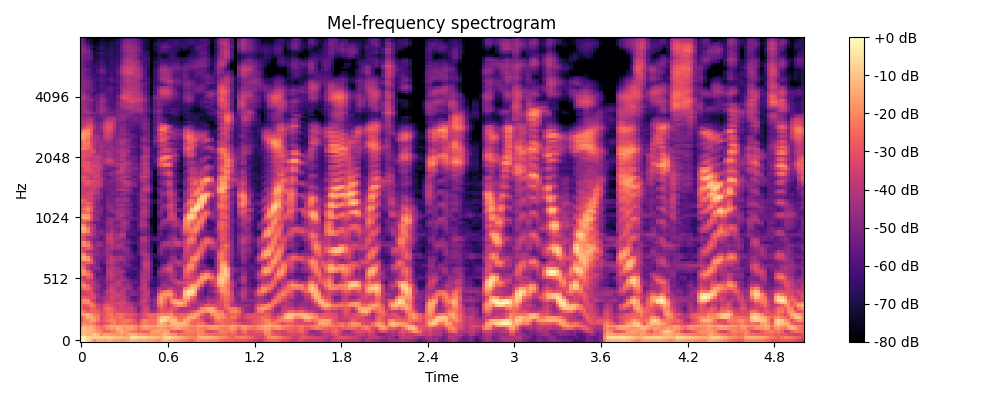 Mel-frequency spectrogram
+0 dB
-10 dB
-20 dB
-30 dB
-40 dB
-50 dB
-60 dB
-70 dB
-80 dB
Hz
4096
2048
1024
512
0
0 0.6 1.2 1.8 2.4 3 3.6 4.2 4.8
Time